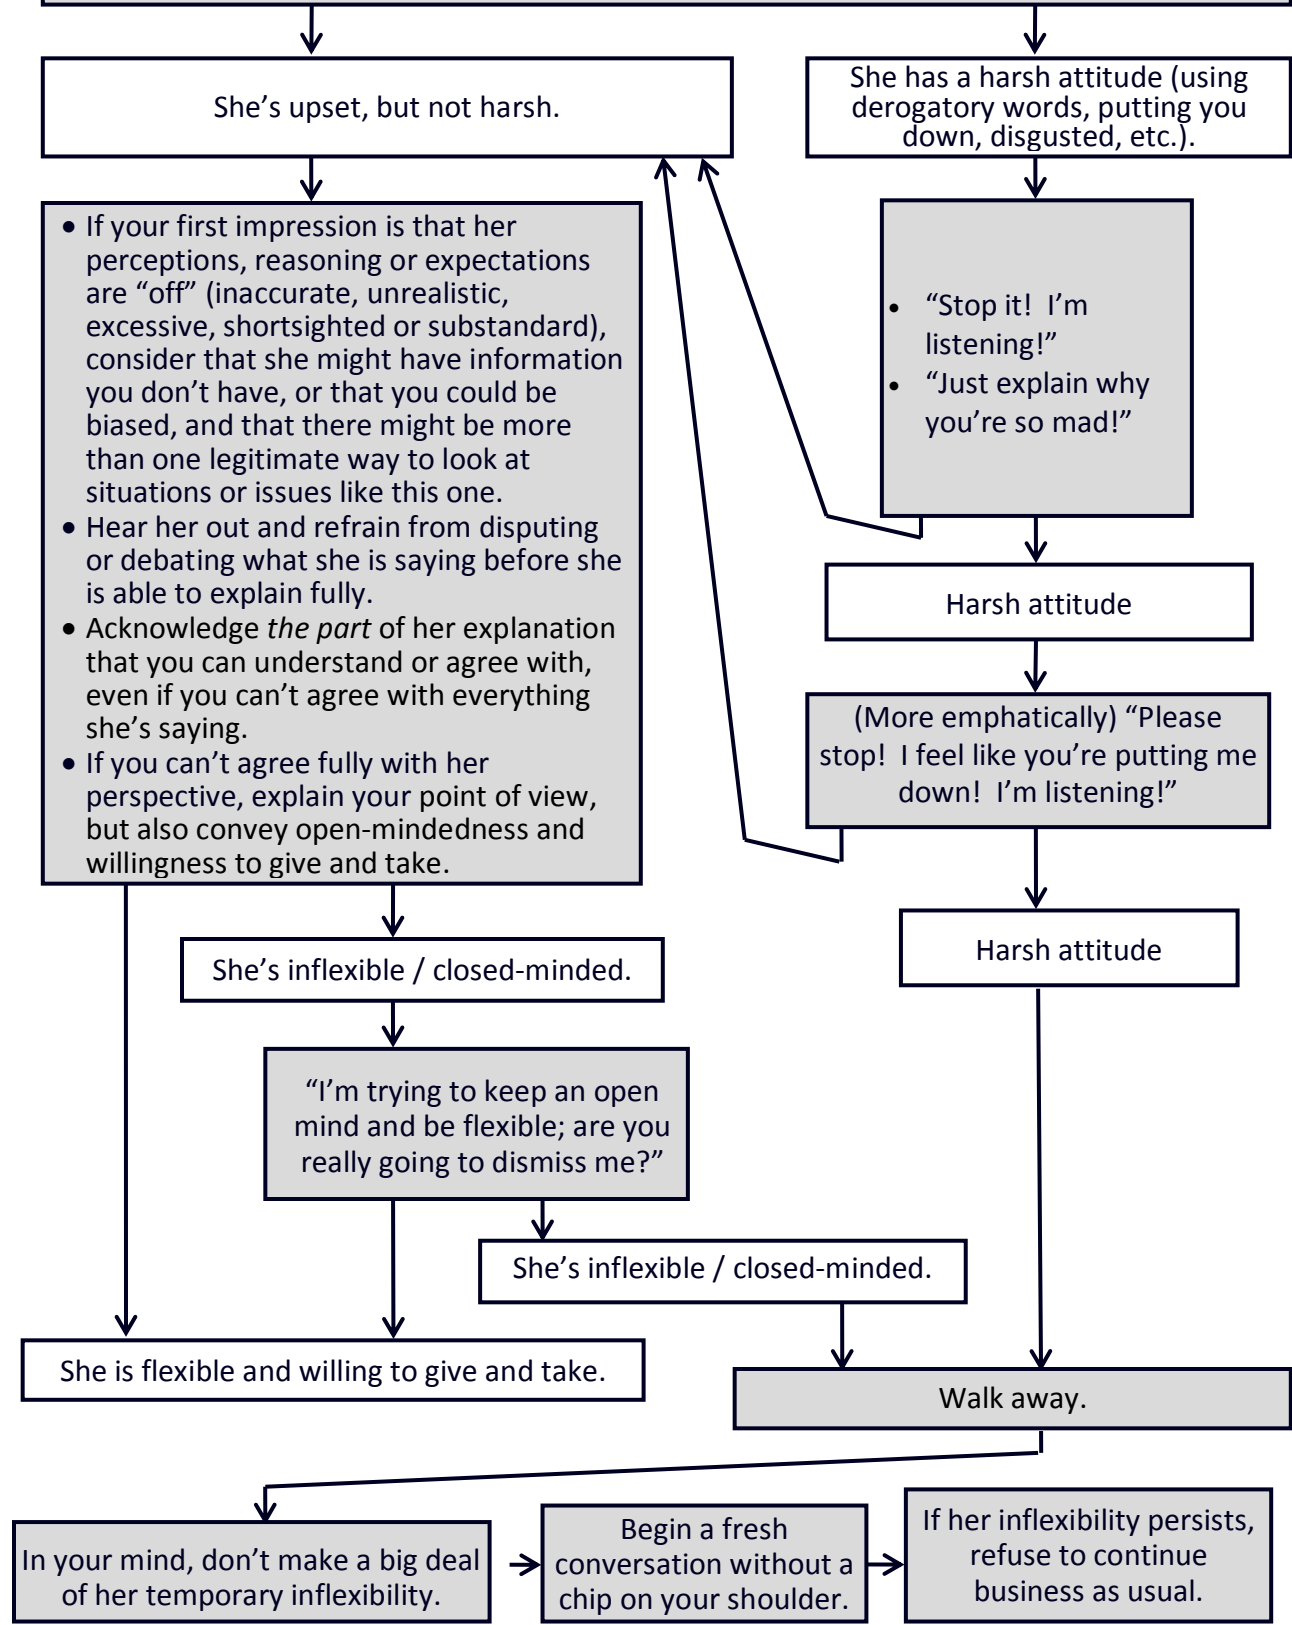 She’s upset, but not harsh.
She has a harsh attitude (using
derogatory words, putting you
down, disgusted, etc.).
• If your first impression is that her
perceptions, reasoning or expectations
are “off” (inaccurate, unrealistic,
excessive, shortsighted or substandard),
consider that she might have information
you don’t have, or that you could be
biased, and that there might be more
than one legitimate way to look at
situations or issues like this one.
• Hear her out and refrain from disputing
or debating what she is saying before she
is able to explain fully.
• Acknowledge the part of her explanation
that you can understand or agree with,
even if you can’t agree with everything
she’s saying.
• If you can’t agree fully with her
perspective, explain your point of view,
but also convey open-mindedness and
willingness to give and take.
• “Stop it!  I’m
listening!”
• “Just explain why
you’re so mad!”
Harsh attitude
(More emphatically) “Please
stop!  I feel like you’re putting me
down!  I’m listening!”
Harsh attitude
She’s inflexible / closed-minded.
“I’m trying to keep an open
mind and be flexible; are you
really going to dismiss me?”
She’s inflexible / closed-minded.
She is flexible and willing to give and take.
Walk away.
In your mind, don’t make a big deal
of her temporary inflexibility.
Begin a fresh
conversation without a
chip on your shoulder.
If her inflexibility persists,
refuse to continue
business as usual.